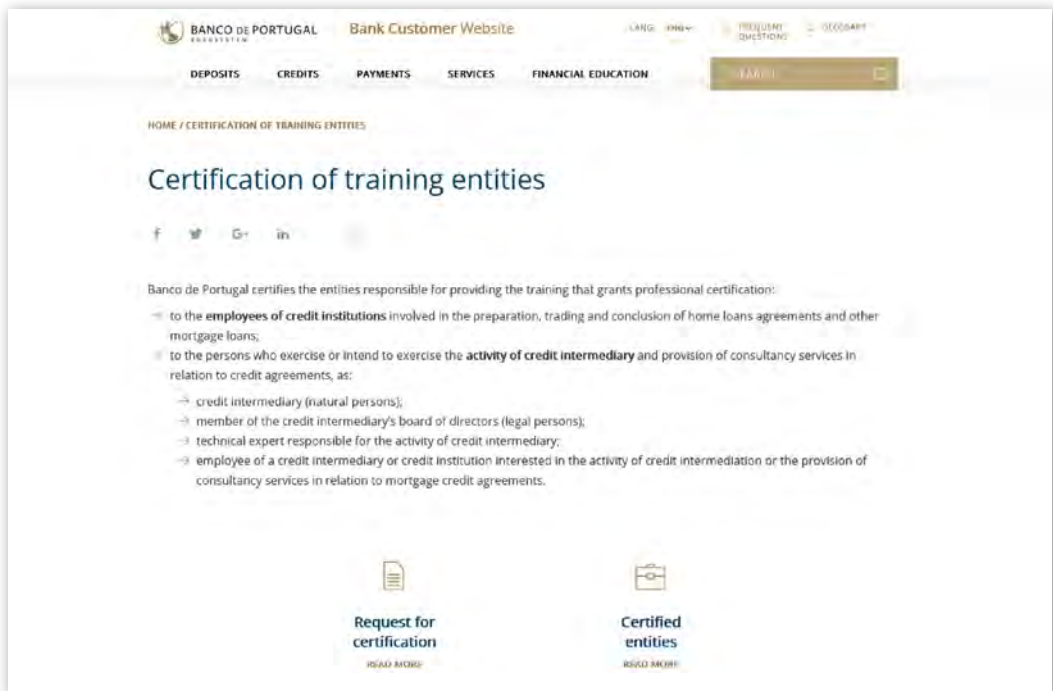 BANCO DE PORTUGAL
EUROSYSTEM
Bank Customer Website
LANG ENG
FREQUENT
QUESTIONS
GLOSSARY
DEPOSITS CREDITS PAYMENTS SERVICES FINANCIAL EDUCATION
SEARCH
HOME / CERTIFICATION OF TRAINING ENTITIES
Certification of training entities
f G+ in
Banco de Portugal certifies the entities responsible for providing the training that grants professional certification:
to the employees of credit institutions involved in the preparation, trading and conclusion of home loans agreements and other
mortgage loans;
to the persons who exercise or intend to exercise the activity of credit intermediary and provision of consultancy services in
relation to credit agreements, as:
credit intermediary (natural persons);
member of the credit intermediary's board of directors (legal persons);
technical expert responsible for the activity of credit intermediary;
employee of a credit intermediary or credit institution interested in the activity of credit intermediation or the provision of
consultancy services in relation to mortgage credit agreements.
Request for
certification
READ MORE
Certified
entities
READ MORE